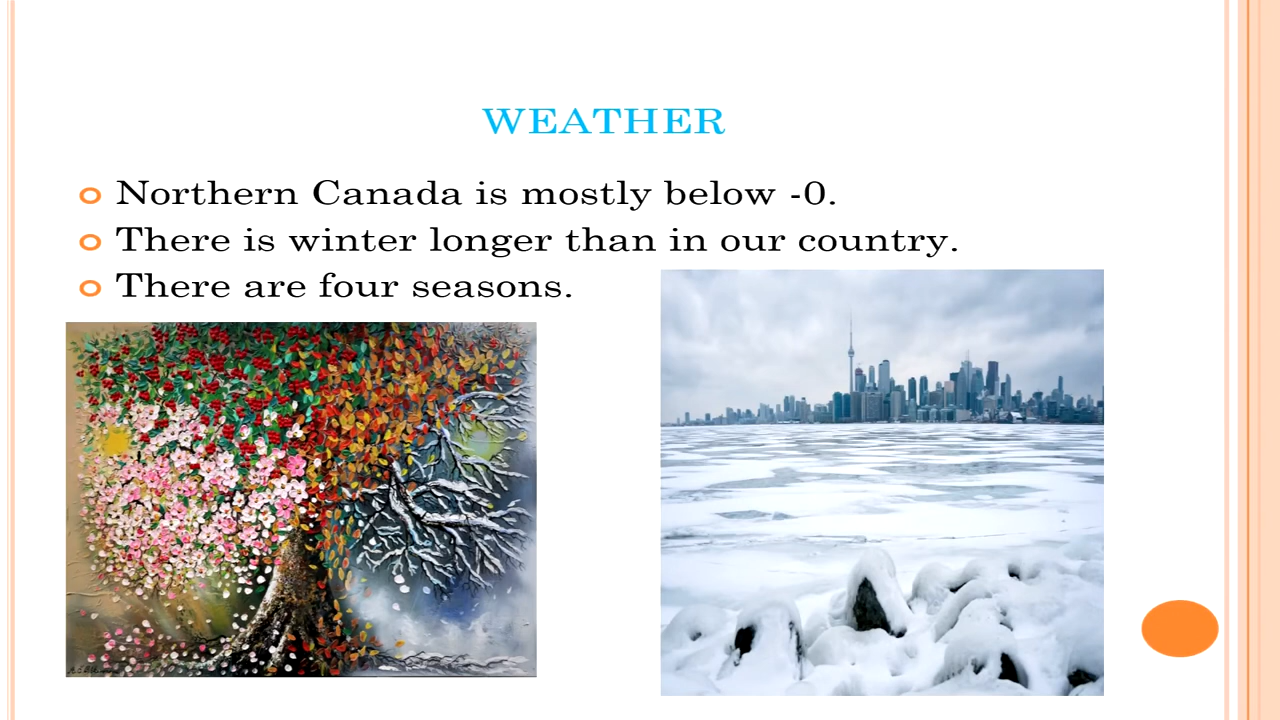 WEATHER
Northern Canada is mostly below -0.
There is winter longer than in our country.
There are four seasons.